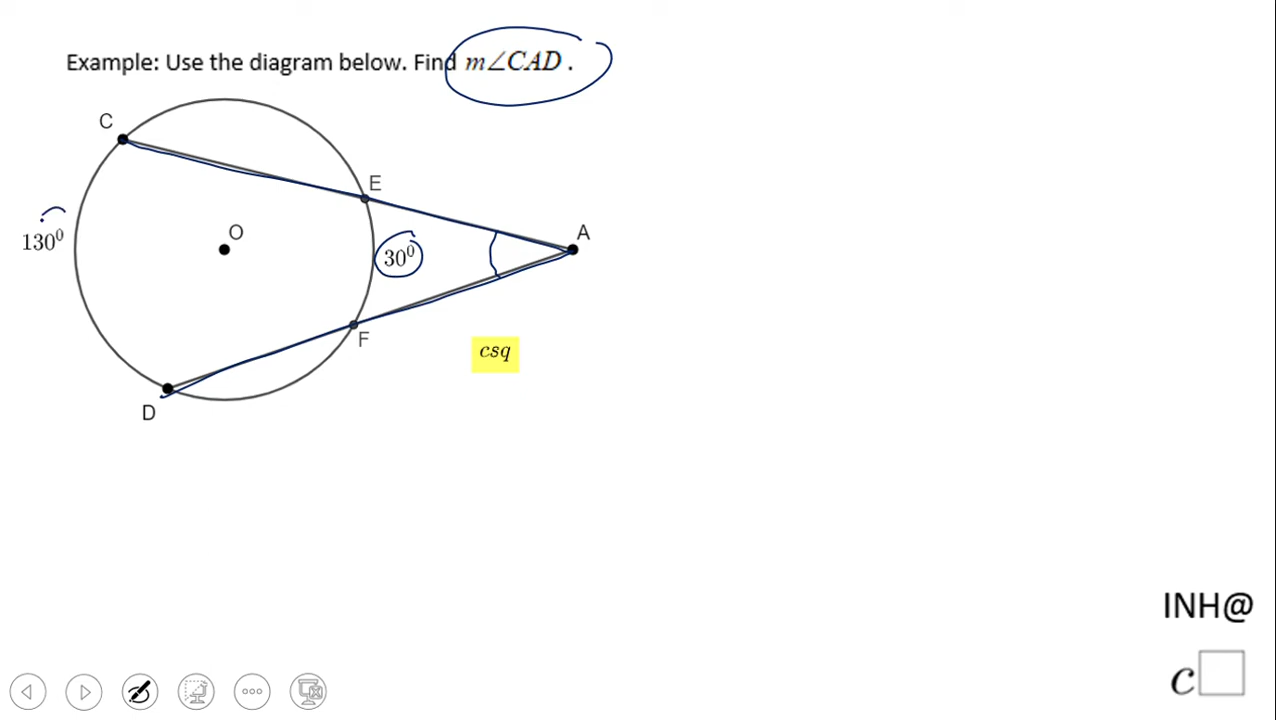 Example: Use the diagram below. Find m∠CAD .
C
E
130⁰
O
A
30⁰
F
csq
D
INH@
c□